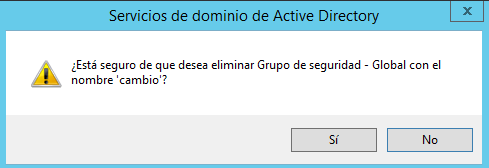 Servicios de dominio de Active Directory
x
¿Está seguro de que desea eliminar Grupo de seguridad - Global con el
nombre 'cambio'?
Sí
No